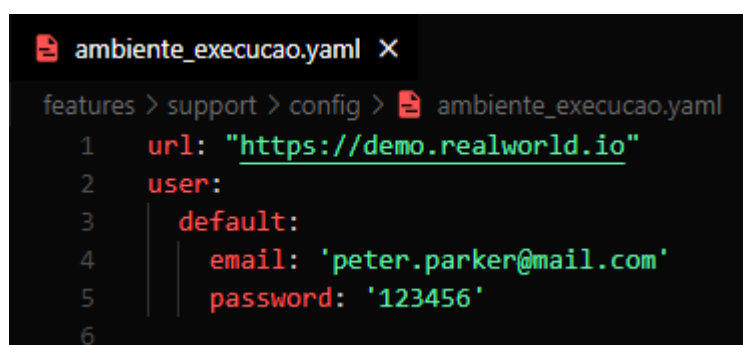 ambiente_execucao.yaml ×
features > support > config > ambiente_execucao.yaml
1 url: "https://demo.realworld.io"
2 user:
3 default:
4 email: 'peter.parker@mail.com'
5 password: '123456'
6